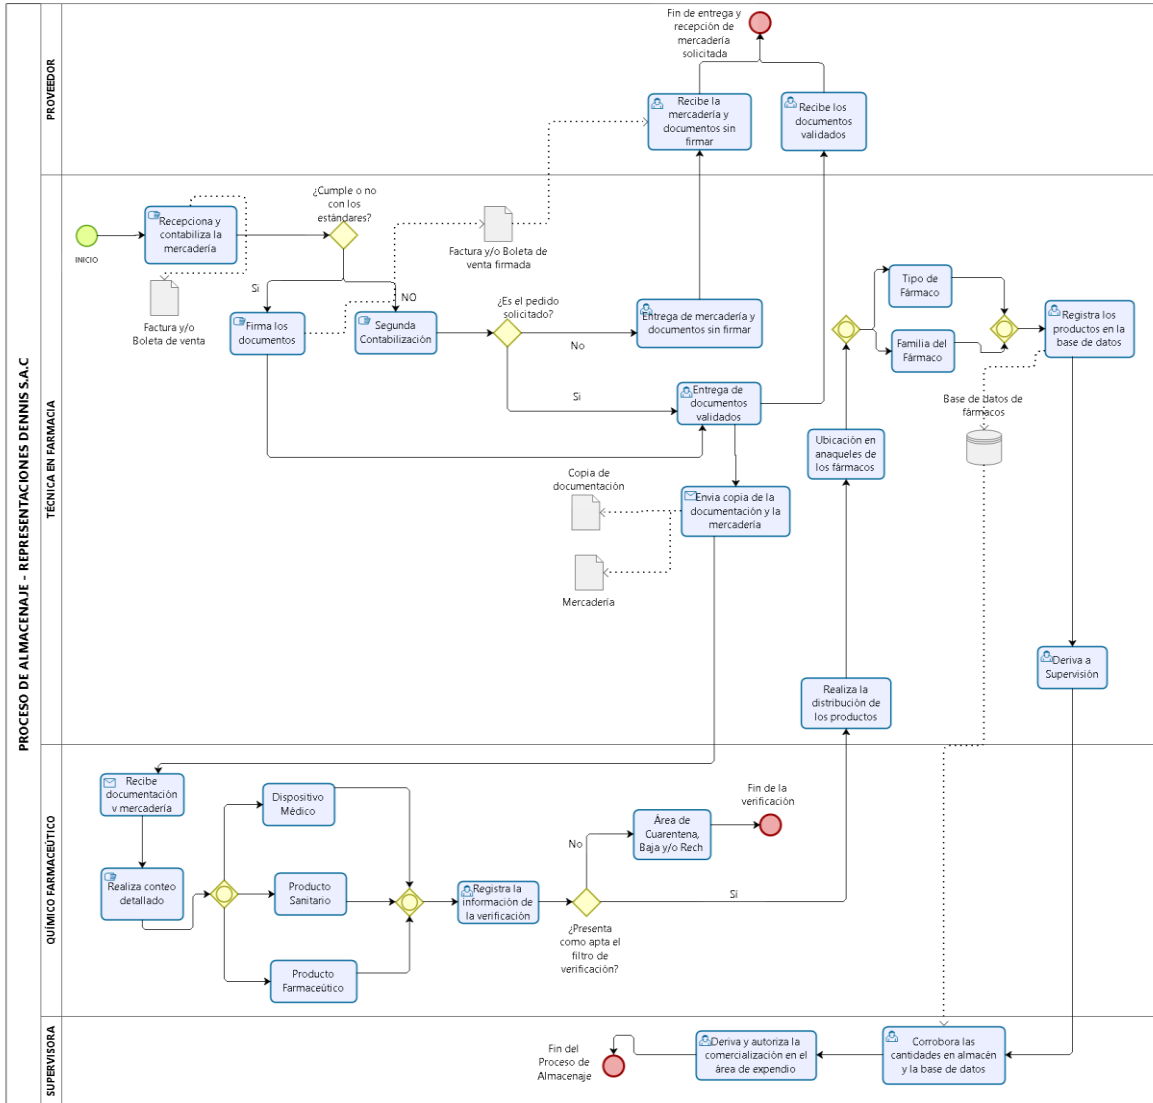 PROCESO DE ALMACENAJE - REPRESENTACIONES DENNIS S.A.C
PROVEEDOR
Fin de entrega y
recepción de
mercadería
solicitada
Recibe la
mercadería y
documentos sin
firmar
Recibe los
documentos
validados
TÉCNICA EN FARMACIA
INICIO
Recepciona y
contabiliza la
mercadería
Factura y/o
Boleta de venta
¿Cumple o no
con los
estándares?
Si
NO
Firma los
documentos
Segunda
Contabilización
Factura y/o Boleta de
venta firmada
¿Es el pedido
solicitado?
No
Si
Entrega de mercadería y
documentos sin firmar
Entrega de
documentos
validados
Copia de
documentación
Mercadería
Envia copia de la
documentación y la
mercadería
Tipo de
Fármaco
Familia del
Fármaco
Registra los
productos en la
base de datos
Base de datos de
fármacos
Ubicación en
anaqueles de
los fármacos
Realiza la
distribución de
los productos
Deriva a
Supervisión
QUÍMICO FARMACEÚTICO
Recibe
documentación
y mercadería
Realiza conteo
detallado
Dispositivo
Médico
Producto
Sanitario
Producto
Farmaceútico
Registra la
información de
la verificación
¿Presenta
como apta el
filtro de
verificación?
No
Si
Área de
Cuarentena,
Baja y/o Rech
Fin de la
verificación
SUPERVISORA
Fin del
Proceso de
Almacenaje
Deriva y autoriza la
comercialización en el
área de expendio
Corrobora las
cantidades en almacén
y la base de datos